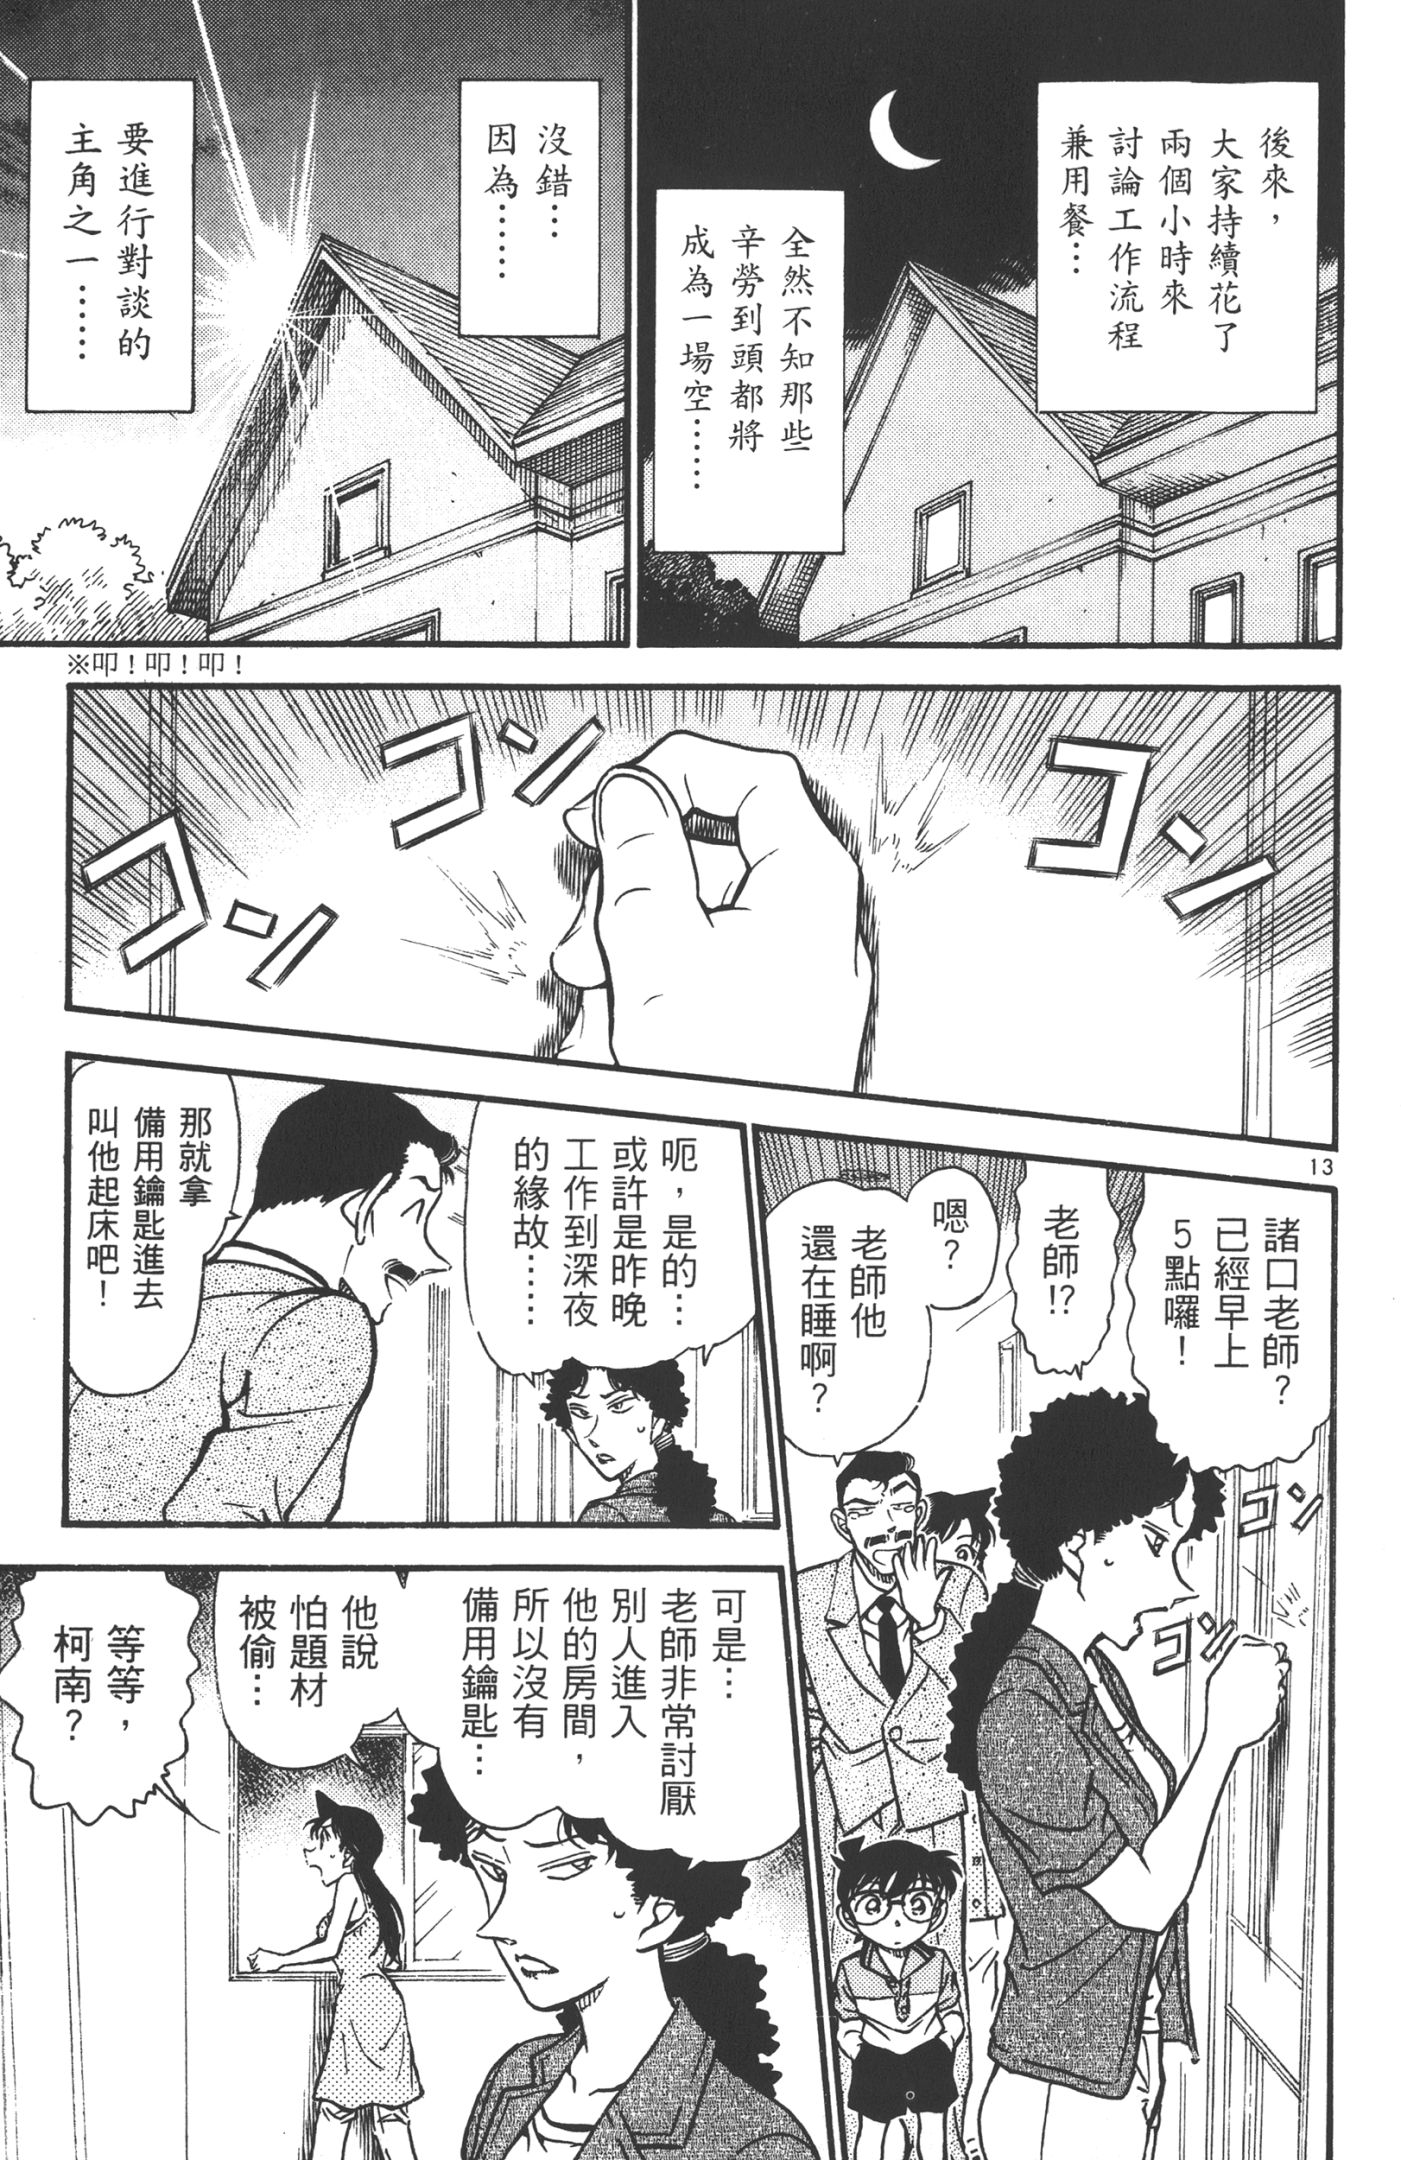 後來，
大家持續花了
兩個小時來
討論工作流程
兼用餐…
全然不知那些
辛勞到頭都將
成為一場空……
沒錯…
因為……
要進行對談的
主角之一……
※叩！叩！叩！
コン
コン
コン
13
諸口老師？
已經早上
5點囉！
老師!?
嗯？
老師他
還在睡啊？
コン
コン
呃，是的…
或許是昨晚
工作到深夜
的緣故……
那就拿
備用鑰匙進去
叫他起床吧！
可是…
老師非常討厭
別人進入
他的房間，
所以沒有
備用鑰匙…
他說
怕題材
被偷…
等等，
柯南？